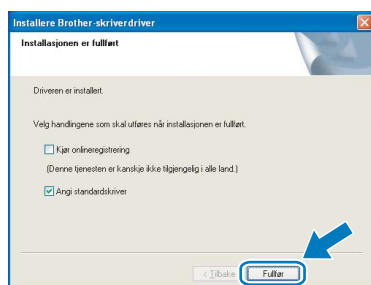 Installere Brother-skriverdriver
Installasjonen er fullført
Driveren er installert.
Velg handlingene som skal utføres når installasjonen er fullført.
Kjør onlineregistrering
(Denne tjenesten er kanskje ikke tilgjengelig i alle land.)
Angi standardskriver
< Tilbake
Fullfør